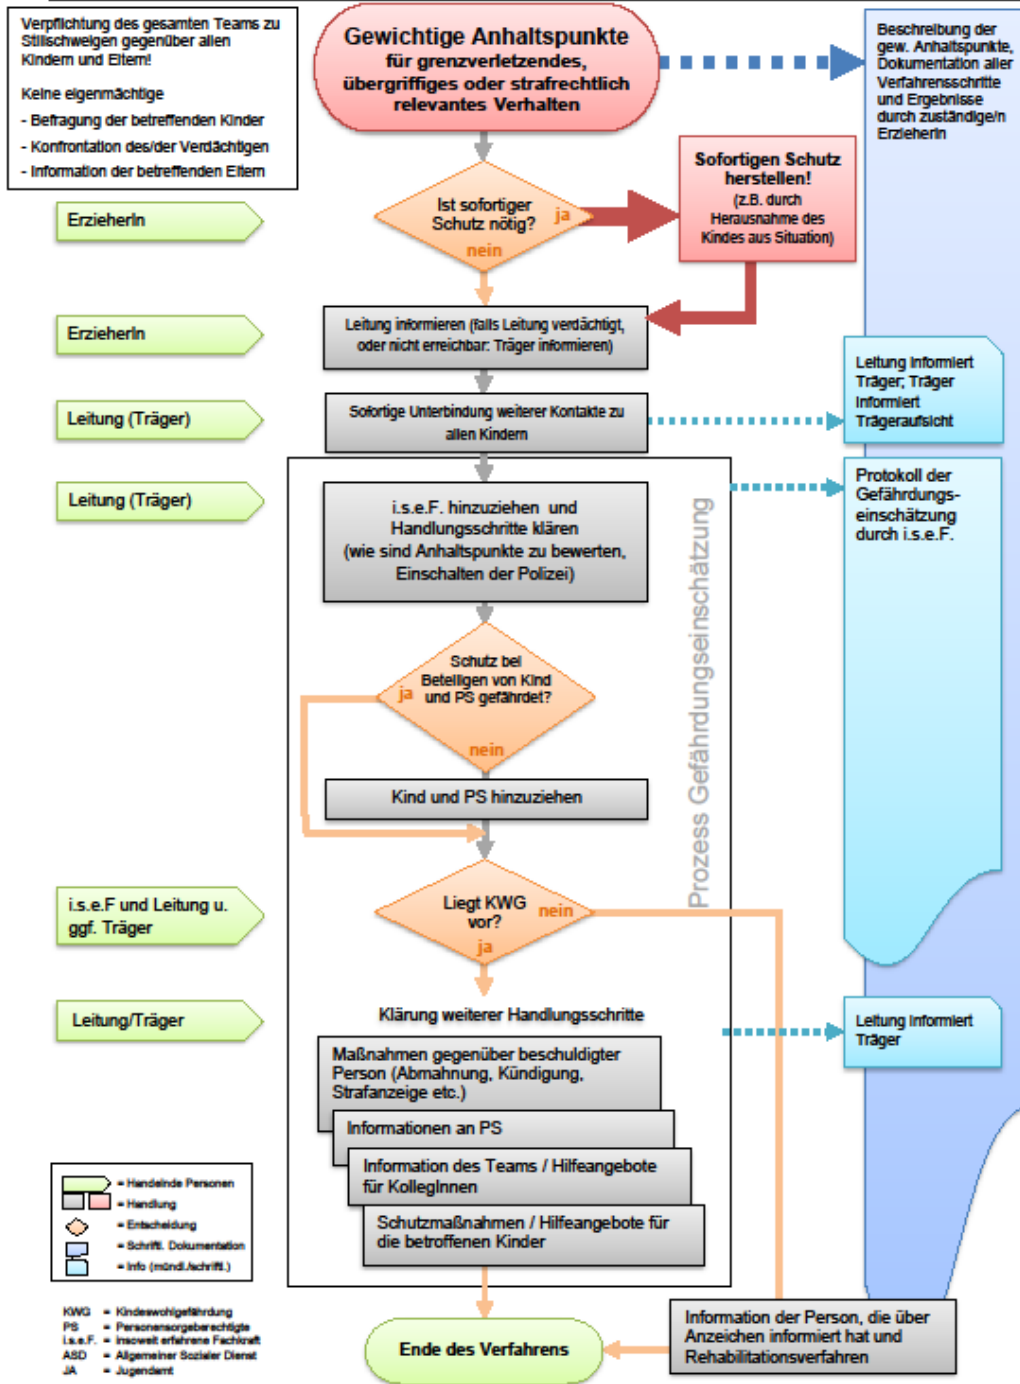 Verpflichtung des gesamten Teams zu
Stillschweigen gegenüber allen
Kindern und Eltern!
Keine eigenmächtige
- Befragung der betreffenden Kinder
- Konfrontation des/der Verdächtigen
- Information der betreffenden Eltern
Gewichtige Anhaltspunkte
für grenzverletzendes,
übergriffiges oder strafrechtlich
relevantes Verhalten
Beschreibung der
gew. Anhaltspunkte,
Dokumentation aller
Verfahrensschritte
und Ergebnisse
durch zuständige/n
ErzieherIn
ErzieherIn
Ist sofortiger
Schutz nötig?
ja
nein
Sofortigen Schutz
herstellen!
(z.B. durch
Herausnahme des
Kindes aus Situation)
ErzieherIn
Leitung informieren (falls Leitung verdächtigt,
oder nicht erreichbar: Träger informieren)
Leitung informiert
Träger; Träger
informiert
Trägeraufsicht
Leitung (Träger)
Sofortige Unterbindung weiterer Kontakte zu
allen Kindern
Leitung (Träger)
i.s.e.F. hinzuziehen und
Handlungsschritte klären
(wie sind Anhaltspunkte zu bewerten,
Einschalten der Polizei)
Prozess Gefährdungseinschätzung
Protokoll der
Gefährdungs-
einschätzung
durch i.s.e.F.
Schutz bei
Beteiligen von Kind
und PS gefährdet?
ja
nein
Kind und PS hinzuziehen
i.s.e.F und Leitung u.
ggf. Träger
Liegt KWG
vor?
nein
ja
Leitung/Träger
Klärung weiterer Handlungsschritte
Leitung informiert
Träger
Maßnahmen gegenüber beschuldigter
Person (Abmahnung, Kündigung,
Strafanzeige etc.)
Informationen an PS
Information des Teams / Hilfeangebote
für KollegInnen
Schutzmaßnahmen / Hilfeangebote für
die betroffenen Kinder
= Handelnde Personen
= Handlung
= Entscheidung
= Schriftl. Dokumentation
= Info (mündl./schriftl.)
KWG = Kindeswohlgefährdung
PS = Personensorgeberechtigte
i.s.e.F. = insoweit erfahrene Fachkraft
ASD = Allgemeiner Sozialer Dienst
JA = Jugendamt
Ende des Verfahrens
Information der Person, die über
Anzeichen informiert hat und
Rehabilitationsverfahren